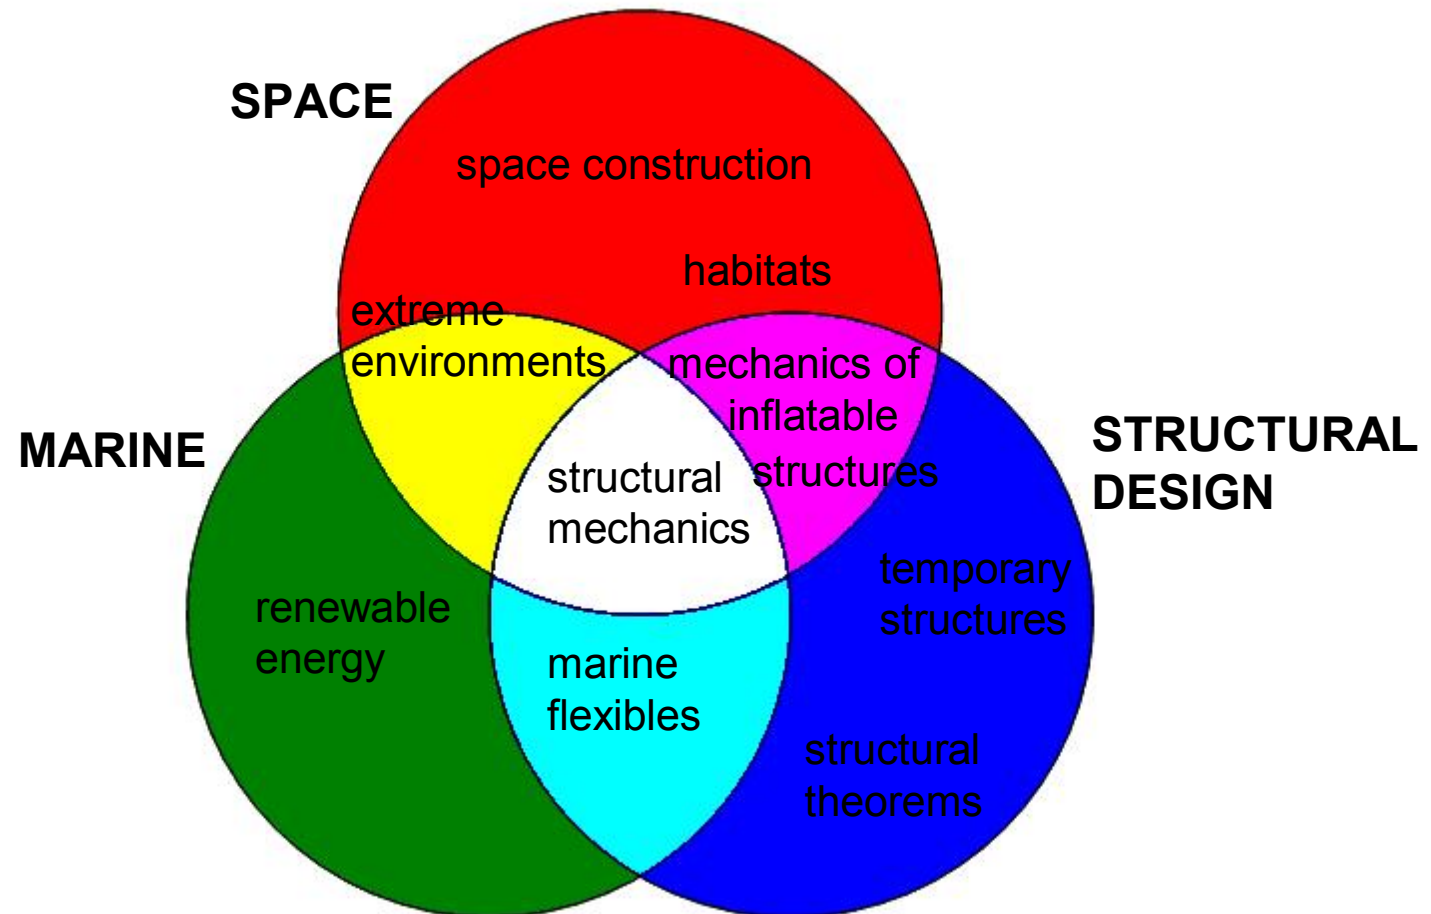 SPACE
space construction
habitats
extreme
environments
mechanics of
inflatable
structures
MARINE
STRUCTURAL
DESIGN
structural
mechanics
temporary
structures
renewable
energy
marine
flexibles
structural
theorems